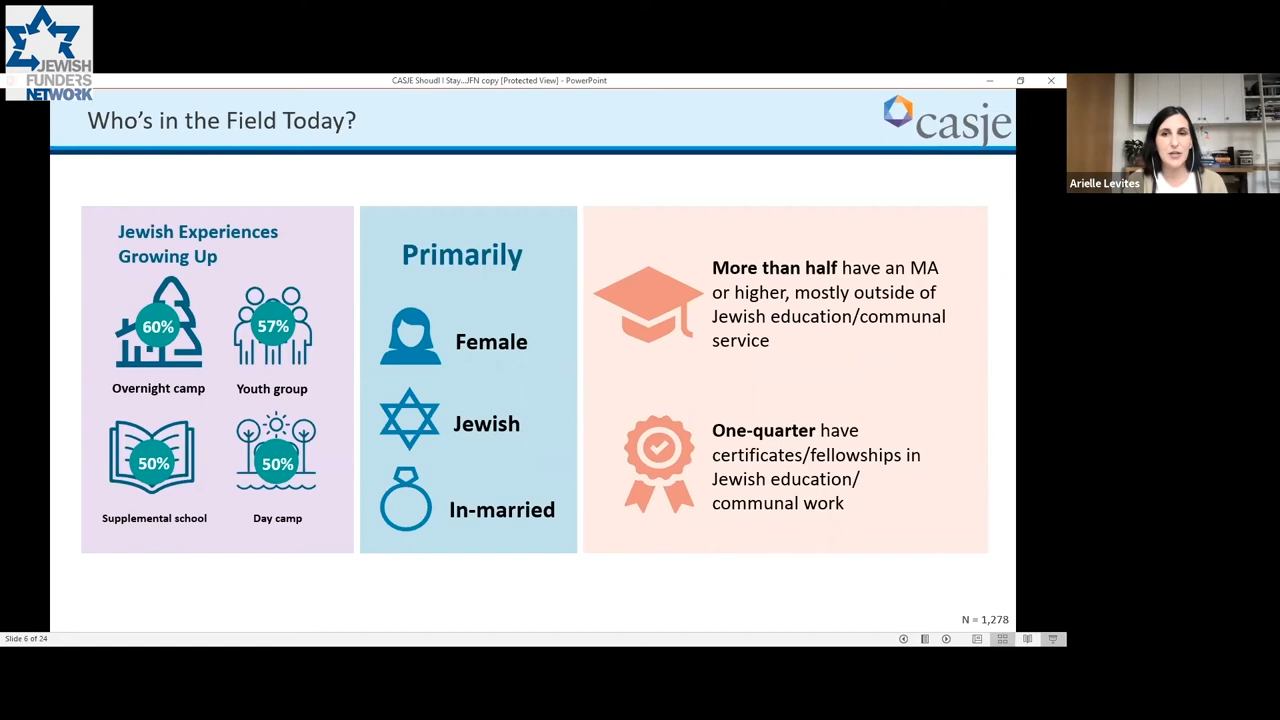 JEWISH
FUNDERS
NETWORK
CASJE Shoudl I Stay...JFN copy [Protected View] - PowerPoint
Who's in the Field Today?
casje
Arielle Levites
Jewish Experiences
Growing Up
60%
57%
Overnight camp
Youth group
50%
50%
Supplemental school
Day camp
Primarily
Female
Jewish
In-married
More than half have an MA
or higher, mostly outside of
Jewish education/communal
service
One-quarter have
certificates/fellowships in
Jewish education/
communal work
N = 1,278
Slide 6 of 24